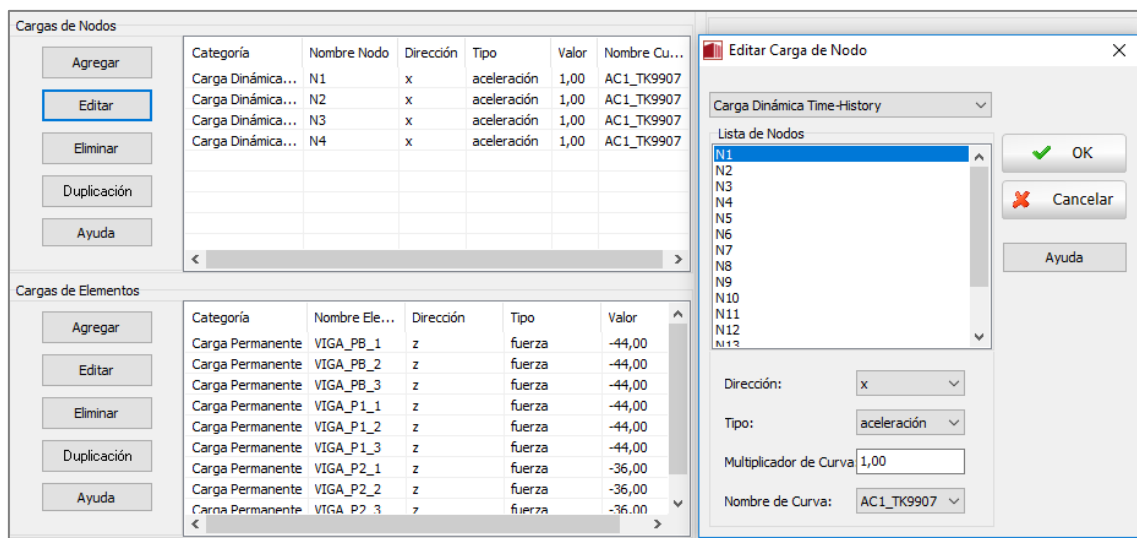 Cargas de Nodos
Agregar
Editar
Eliminar
Duplicación
Ayuda
Categoría Nombre Nodo Dirección Tipo Valor Nombre Cu...
Carga Dinámica... N1 x aceleración 1,00 AC1_TK9907
Carga Dinámica... N2 x aceleración 1,00 AC1_TK9907
Carga Dinámica... N3 x aceleración 1,00 AC1_TK9907
Carga Dinámica... N4 x aceleración 1,00 AC1_TK9907
Cargas de Elementos
Agregar
Editar
Eliminar
Duplicación
Ayuda
Categoría Nombre Ele... Dirección Tipo Valor
Carga Permanente VIGA_PB_1 z fuerza -44,00
Carga Permanente VIGA_PB_2 z fuerza -44,00
Carga Permanente VIGA_PB_3 z fuerza -44,00
Carga Permanente VIGA_P1_1 z fuerza -44,00
Carga Permanente VIGA_P1_2 z fuerza -44,00
Carga Permanente VIGA_P1_3 z fuerza -44,00
Carga Permanente VIGA_P2_1 z fuerza -36,00
Carga Permanente VIGA_P2_2 z fuerza -36,00
Carga Permanente VIGA_P2_3 z fuerza -36,00
Editar Carga de Nodo
Carga Dinámica Time-History
Lista de Nodos
N1
N2
N3
N4
N5
N6
N7
N8
N9
N10
N11
N12
N13
OK
Cancelar
Ayuda
Dirección: x
Tipo: aceleración
Multiplicador de Curva 1,00
Nombre de Curva: AC1_TK9907